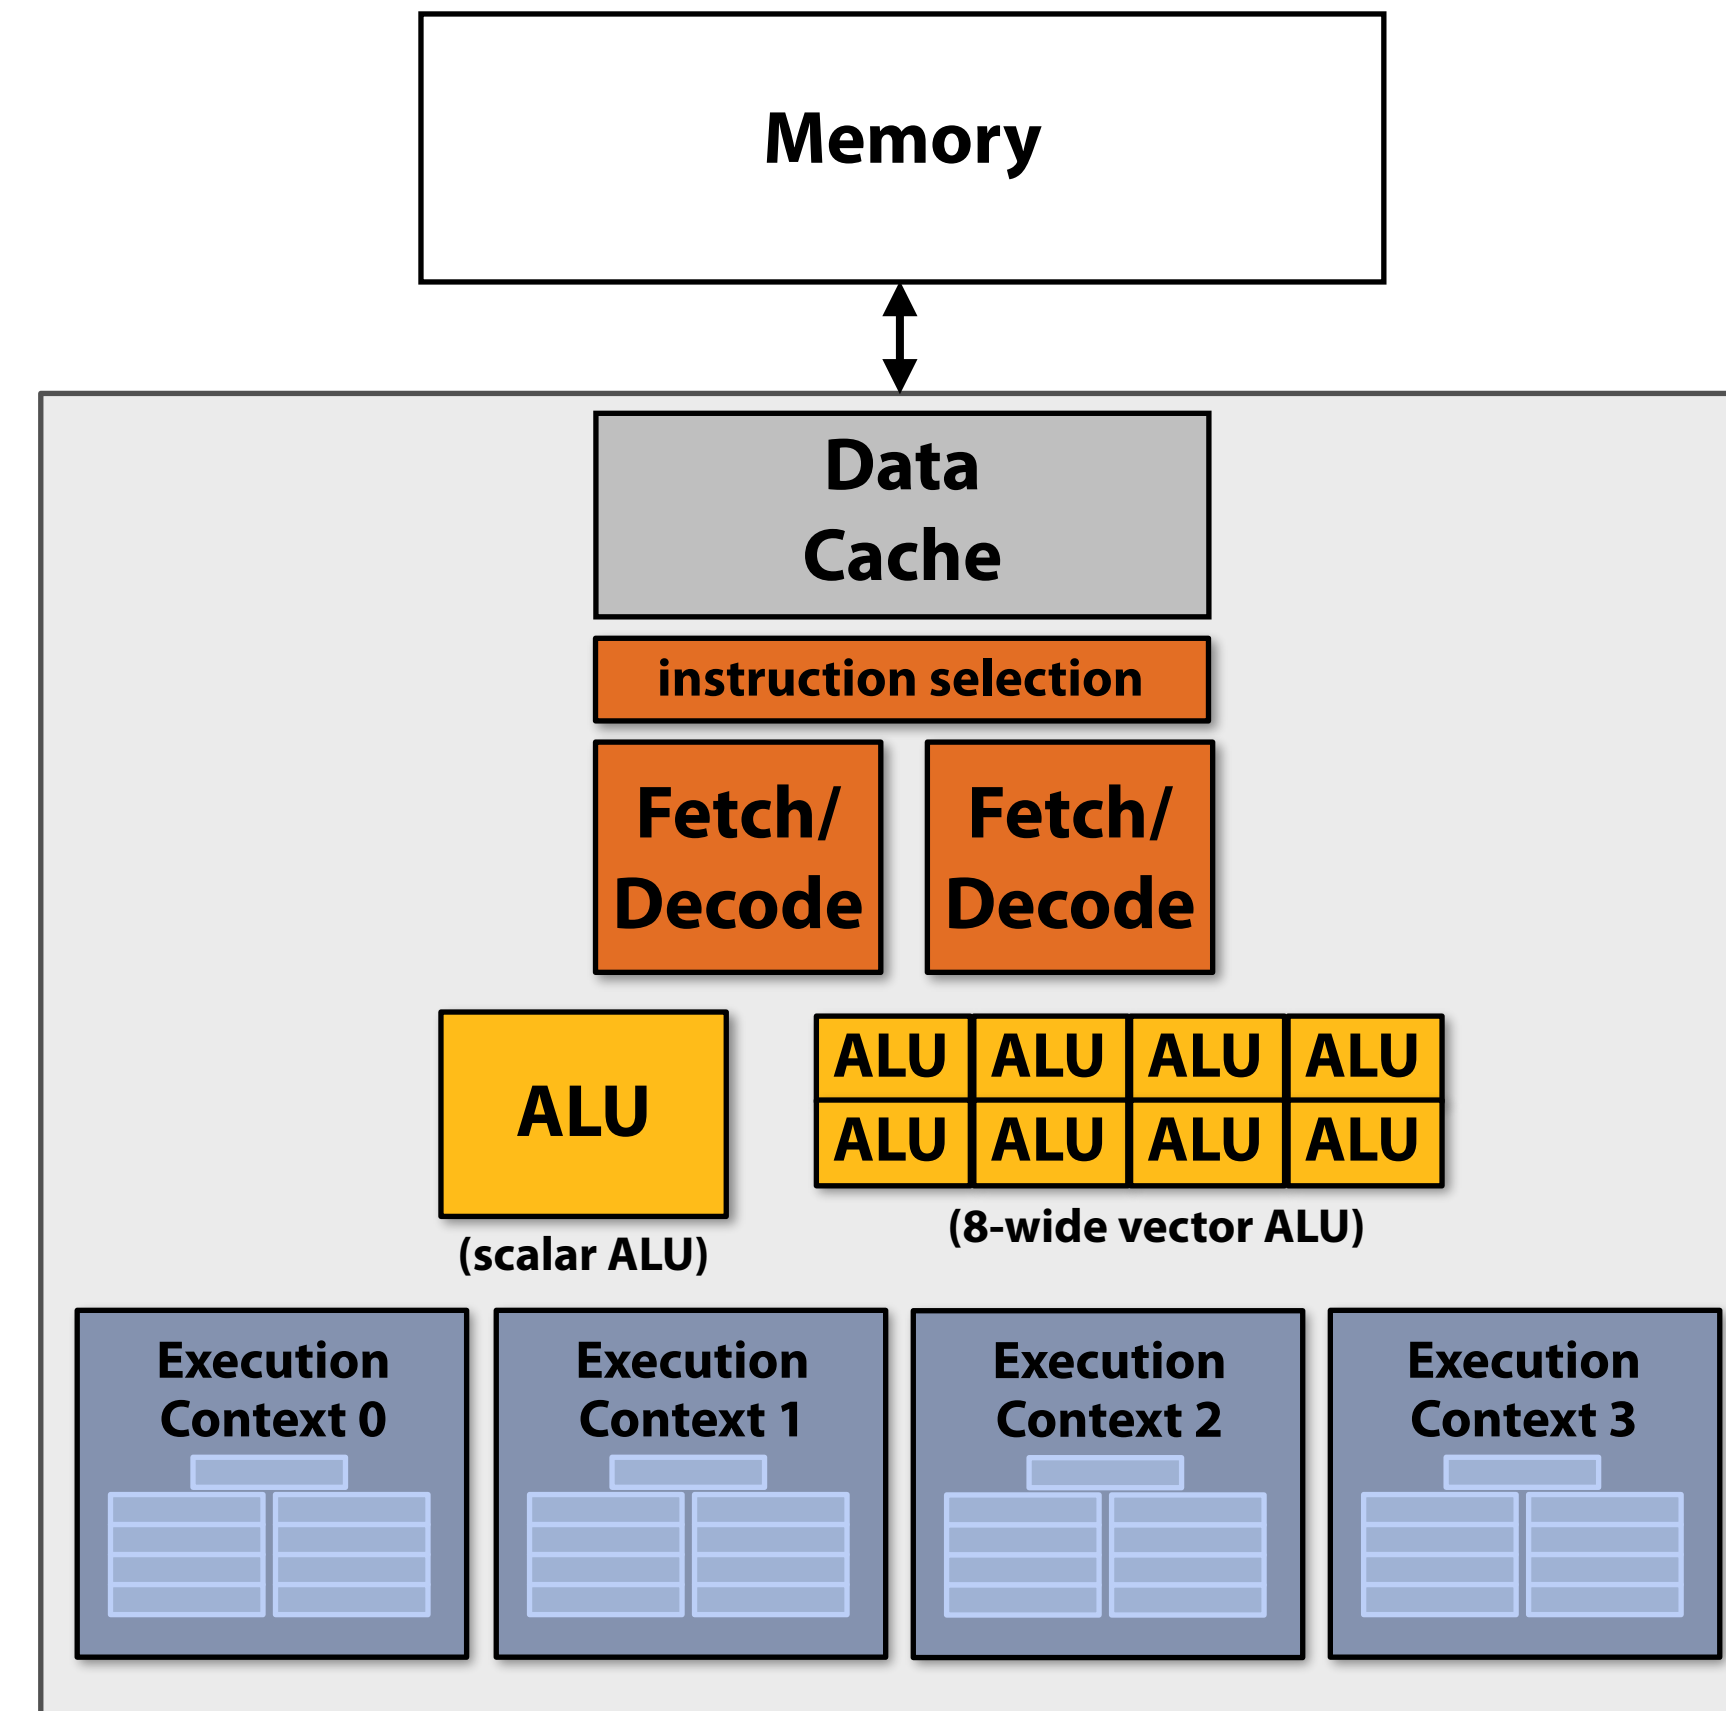 Memory
Data
Cache
instruction selection
Fetch/
Decode
Fetch/
Decode
ALU
(scalar ALU)
ALU ALU ALU ALU
ALU ALU ALU ALU
(8-wide vector ALU)
Execution
Context 0
Execution
Context 1
Execution
Context 2
Execution
Context 3